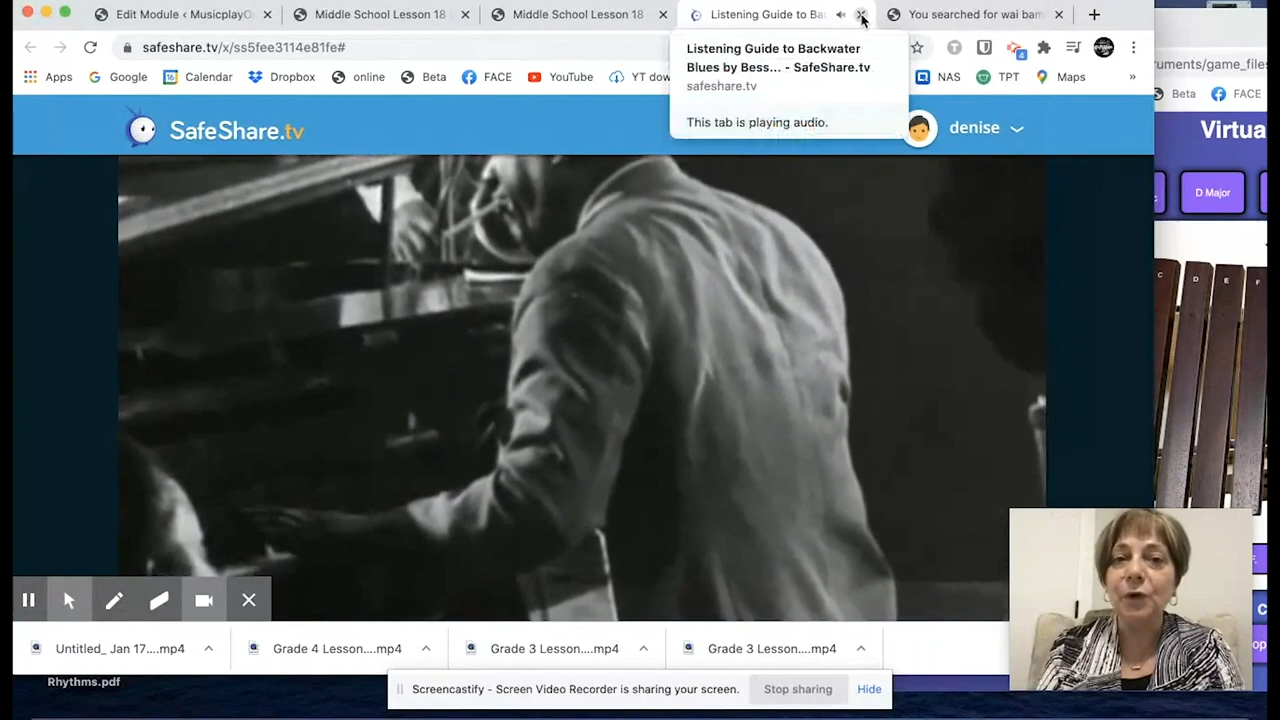 Edit Module ‹ MusicplayO
Middle School Lesson 18
Middle School Lesson 18
Listening Guide to Ba
You searched for wai bam
safeshare.tv/x/ss5fee3114e81fe#
4
ruments/game_files
Apps
Google
Calendar
Dropbox
online
Beta
FACE
YouTube
YT dow
NAS
TPT
Maps
»
Beta
FACE
Listening Guide to Backwater
Blues by Bess... - SafeShare.tv
safeshare.tv
This tab is playing audio.
SafeShare.tv
denise
Virtua
D Major
C
D
E
F
Untitled_ Jan 17....mp4
Grade 4 Lesson....mp4
Grade 3 Lesson....mp4
Grade 3 Lesson....mp4
Rhythms.pdf
Screencastify - Screen Video Recorder is sharing your screen.
Stop sharing
Hide